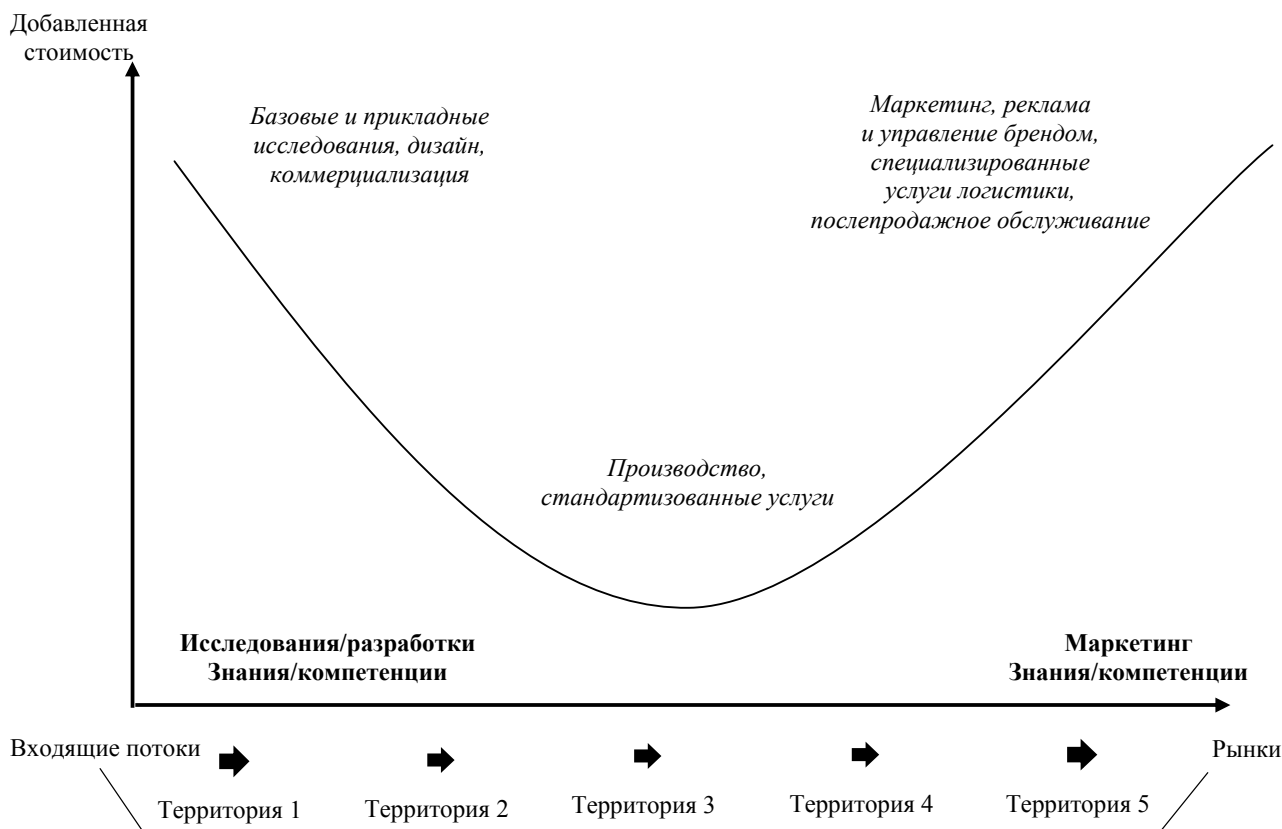 Добавленная
стоимость
Базовые и прикладные
исследования, дизайн,
коммерциализация
Маркетинг, реклама
и управление брендом,
специализированные
услуги логистики,
послепродажное обслуживание
Производство,
стандартизованные услуги
Исследования/разработки
Знания/компетенции
Маркетинг
Знания/компетенции
Входящие потоки
Рынки
Территория 1
Территория 2
Территория 3
Территория 4
Территория 5